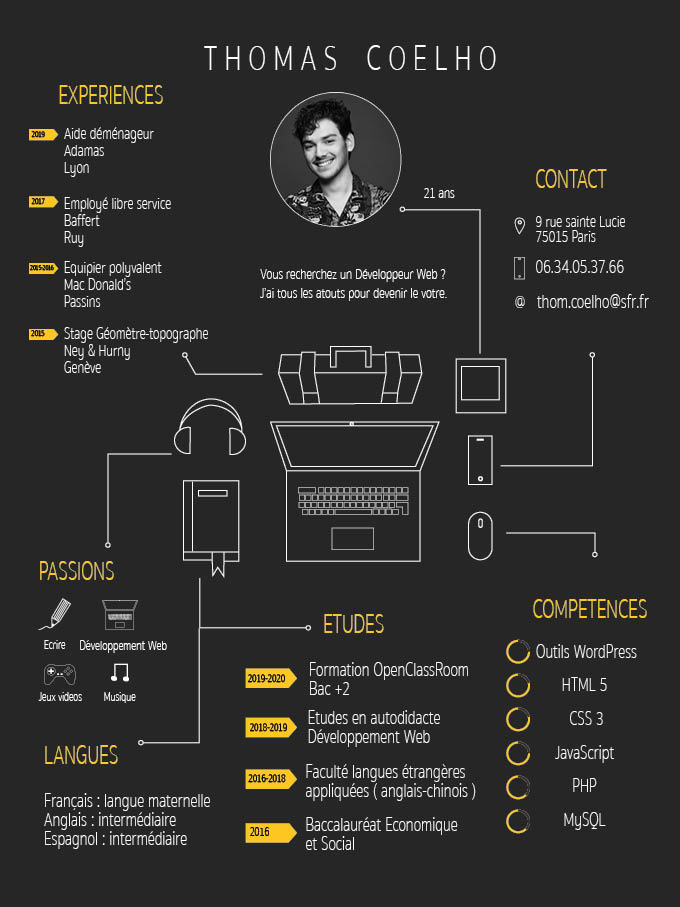 THOMAS COELHO
EXPERIENCES
2019
Aide déménageur
Adamas
Lyon
2017
Employé libre service
Baffert
Ruy
2015-2016
Equipier polyvalent
Mac Donald's
Passins
2015
Stage Géomètre-topographe
Ney & Hurny
Genève
21 ans
Vous recherchez un Développeur Web ?
J'ai tous les atouts pour devenir le votre.
CONTACT
9 rue sainte Lucie
75015 Paris
06.34.05.37.66
@ thom.coelho@sfr.fr
PASSIONS
Ecrire
Développement Web
Jeux videos
Musique
LANGUES
Français : langue maternelle
Anglais : intermédiaire
Espagnol : intermédiaire
ETUDES
2019-2020
Formation OpenClassRoom
Bac +2
2018-2019
Etudes en autodidacte
Développement Web
2016-2018
Faculté langues étrangères
appliquées ( anglais-chinois )
2016
Baccalauréat Economique
et Social
COMPETENCES
Outils WordPress
HTML 5
CSS 3
JavaScript
PHP
MySQL